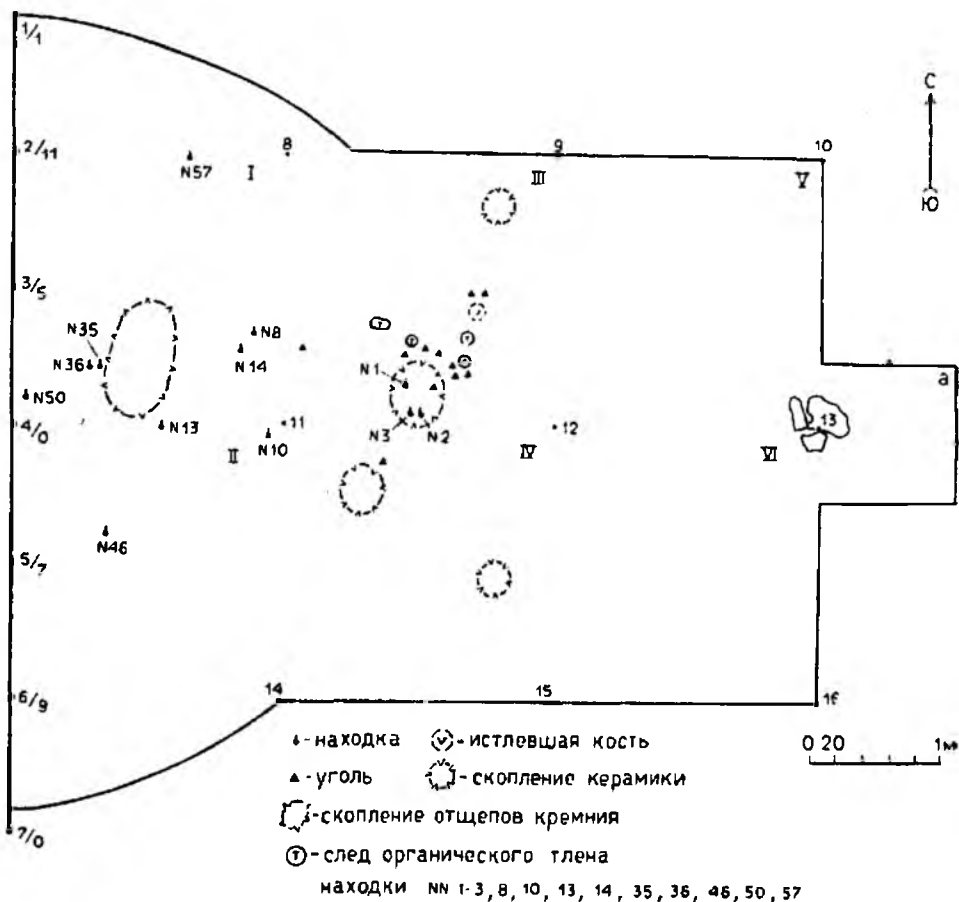 1/1
С
2/11
8
9
10
N57
I
III
V
Ю
3/5
N35
N8
N36
N14
N1
а
N50
N13
4/0
11
N3
N2
12
13
N10
II
IV
VI
N46
5/7
6/9
14
15
16
находка
истлевшая кость
0 20 1м
уголь
скопление керамики
скопление отщепов кремния
7/0
Т - след органического тлена
находки NN 1-3, 8, 10, 13, 14, 35, 36, 46, 50, 57